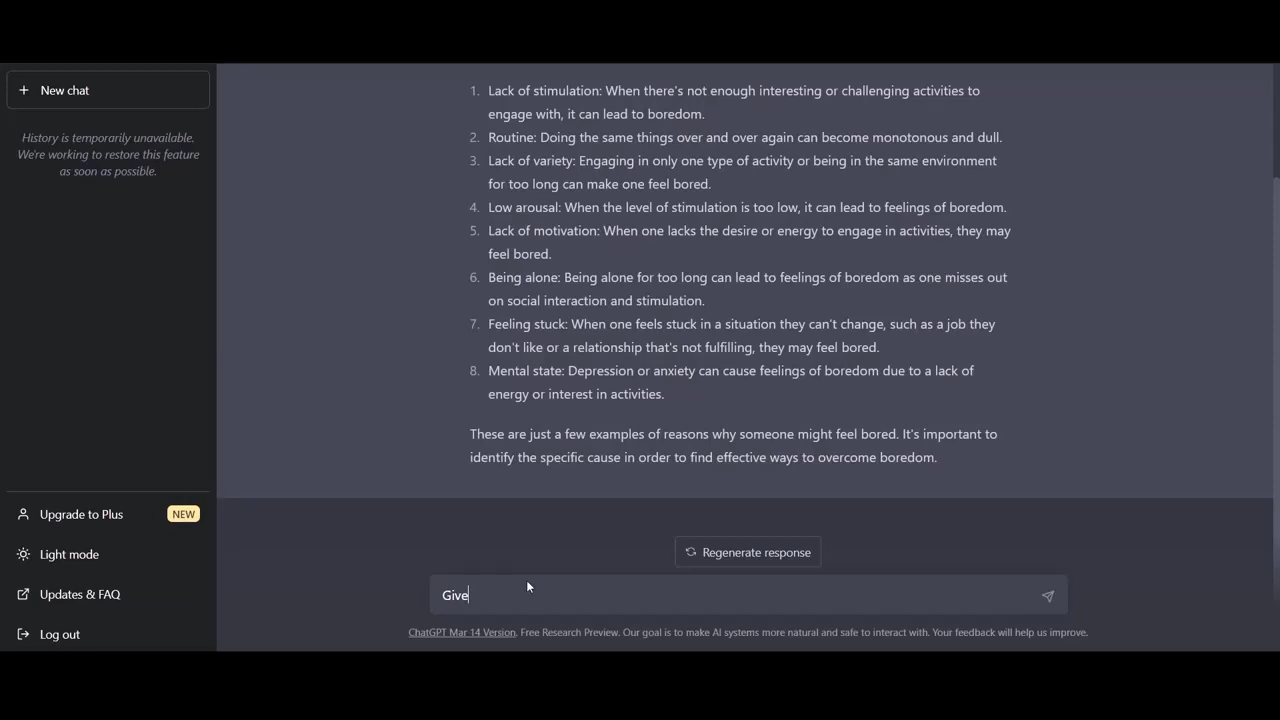 New chat
History is temporarily unavailable.
We're working to restore this feature
as soon as possible.
1. Lack of stimulation: When there's not enough interesting or challenging activities to
engage with, it can lead to boredom.
2. Routine: Doing the same things over and over again can become monotonous and dull.
3. Lack of variety: Engaging in only one type of activity or being in the same environment
for too long can make one feel bored.
4. Low arousal: When the level of stimulation is too low, it can lead to feelings of boredom.
5. Lack of motivation: When one lacks the desire or energy to engage in activities, they may
feel bored.
6. Being alone: Being alone for too long can lead to feelings of boredom as one misses out
on social interaction and stimulation.
7. Feeling stuck: When one feels stuck in a situation they can't change, such as a job they
don't like or a relationship that's not fulfilling, they may feel bored.
8. Mental state: Depression or anxiety can cause feelings of boredom due to a lack of
energy or interest in activities.
These are just a few examples of reasons why someone might feel bored. It's important to
identify the specific cause in order to find effective ways to overcome boredom.
Upgrade to Plus NEW
Light mode
Updates & FAQ
Log out
Regenerate response
Give
ChatGPT Mar 14 Version. Free Research Preview. Our goal is to make AI systems more natural and safe to interact with. Your feedback will help us improve.